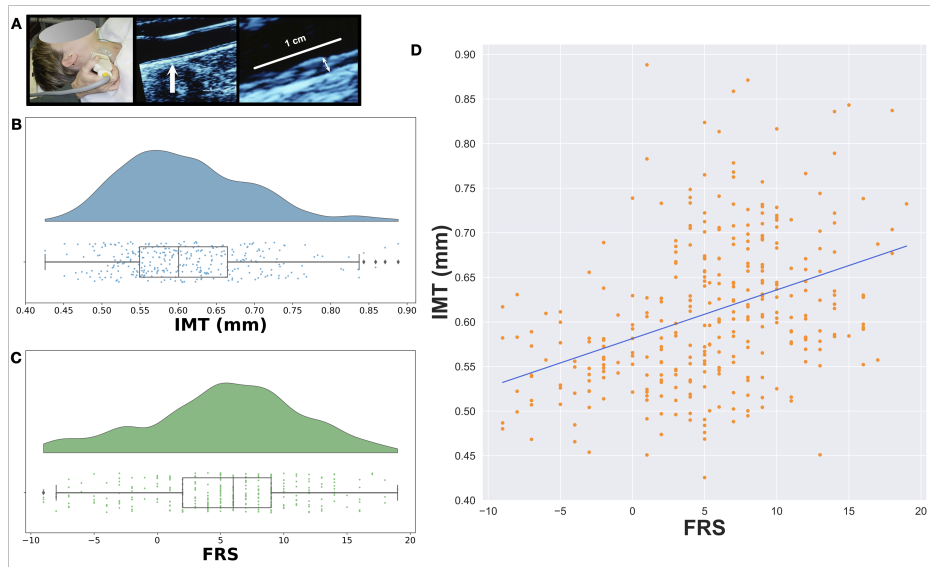 A
1 cm
B
0.40 0.45 0.50 0.55 0.60 0.65 0.70 0.75 0.80 0.85 0.90
IMT (mm)
C
−10 −5 0 5 10 15 20
FRS
D
0.90
0.85
0.80
0.75
0.70
0.65
0.60
0.55
0.50
0.45
0.40
IMT (mm)
−10 −5 0 5 10 15 20
FRS